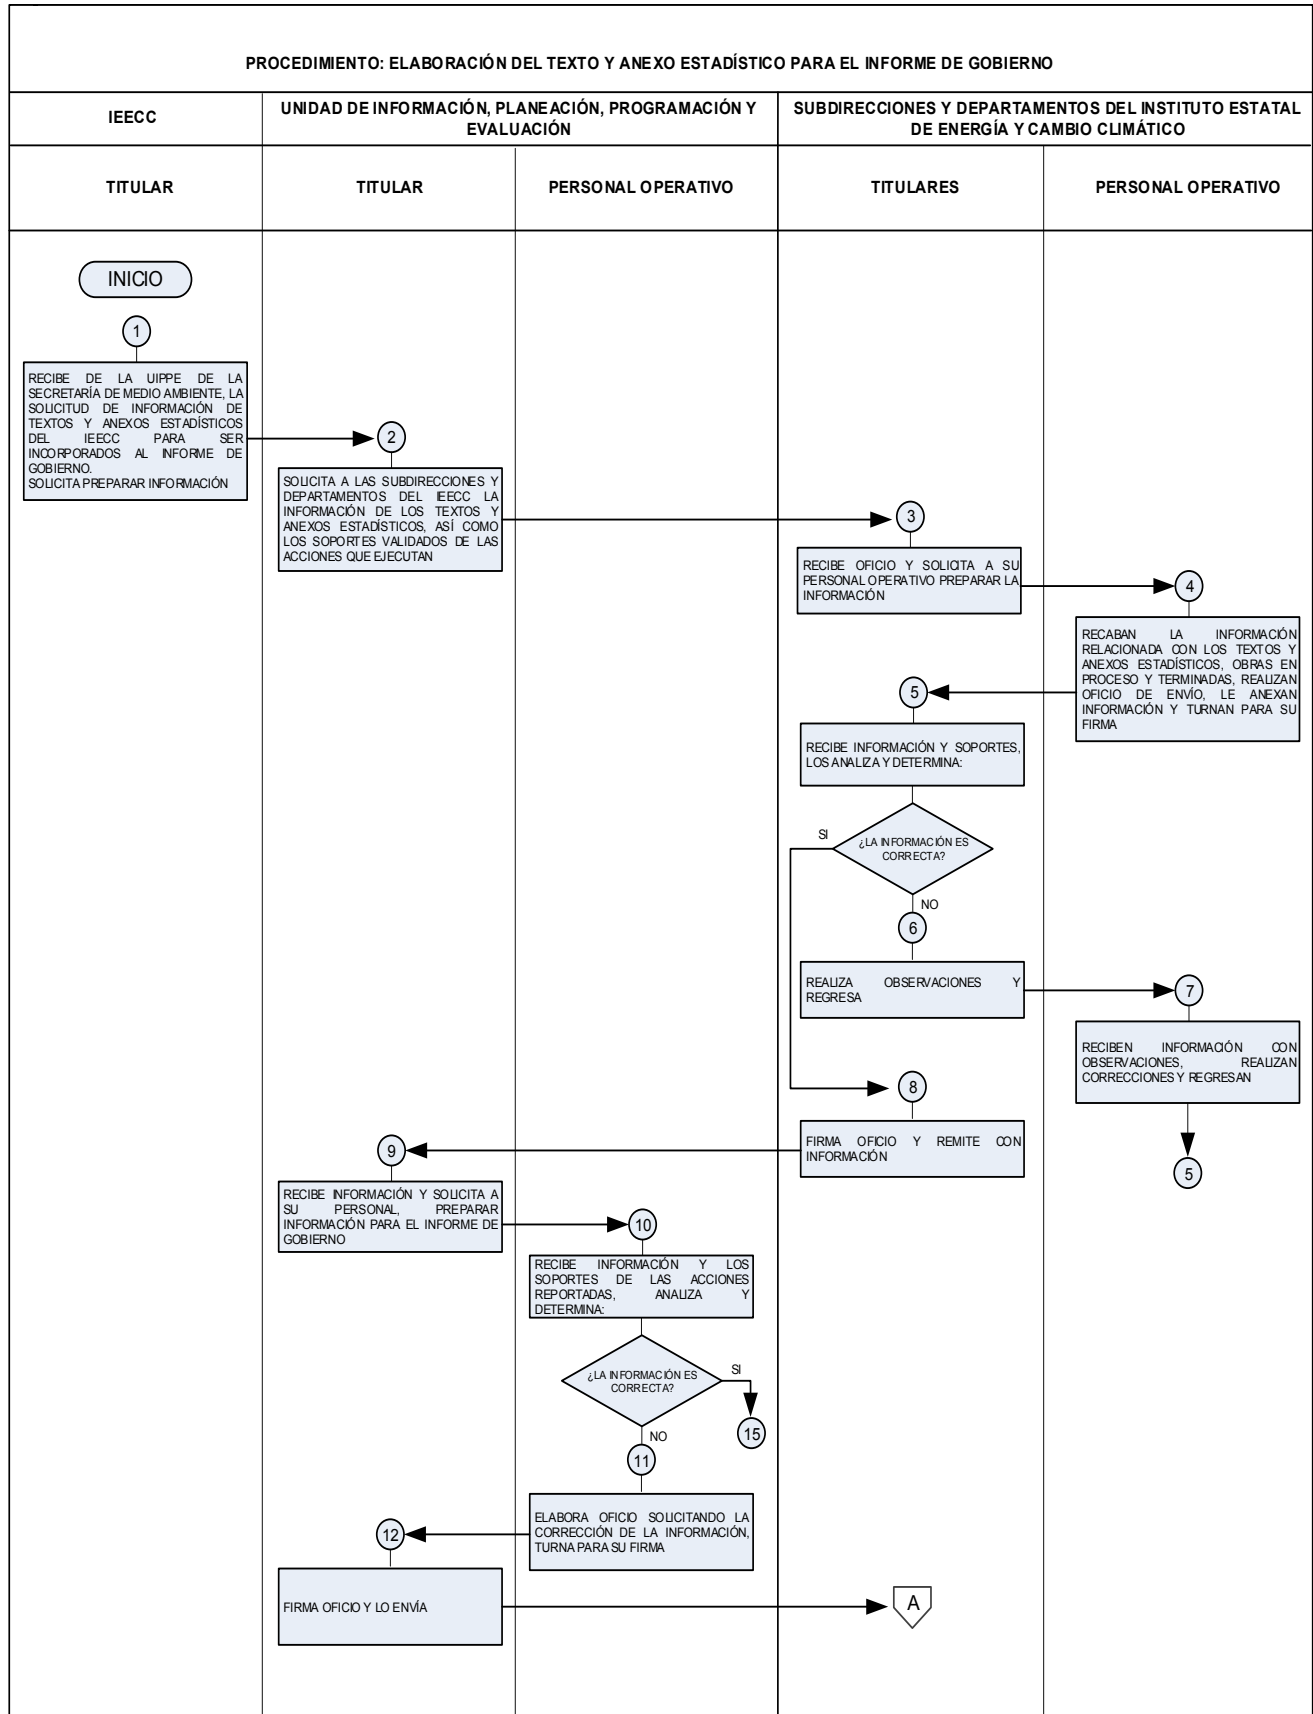 PROCEDIMIENTO: ELABORACIÓN DEL TEXTO Y ANEXO ESTADÍSTICO PARA EL INFORME DE GOBIERNO
IEECC
UNIDAD DE INFORMACIÓN, PLANEACIÓN, PROGRAMACIÓN Y
EVALUACIÓN
SUBDIRECCIONES Y DEPARTAMENTOS DEL INSTITUTO ESTATAL
DE ENERGÍA Y CAMBIO CLIMÁTICO
TITULAR
TITULAR
PERSONAL OPERATIVO
TITULARES
PERSONAL OPERATIVO
INICIO
1
RECIBE DE LA UIPPE DE LA
SECRETARÍA DE MEDIO AMBIENTE, LA
SOLICITUD DE INFORMACIÓN DE
TEXTOS Y ANEXOS ESTADÍSTICOS
DEL IEECC PARA SER
INCORPORADOS AL INFORME DE
GOBIERNO.
SOLICITA PREPARAR INFORMACIÓN
2
SOLICITA A LAS SUBDIRECCIONES Y
DEPARTAMENTOS DEL IEECC LA
INFORMACIÓN DE LOS TEXTOS Y
ANEXOS ESTADÍSTICOS, ASÍ COMO
LOS SOPORTES VALIDADOS DE LAS
ACCIONES QUE EJECUTAN
3
RECIBE OFICIO Y SOLICITA A SU
PERSONAL OPERATIVO PREPARAR LA
INFORMACIÓN
4
RECABAN LA INFORMACIÓN
RELACIONADA CON LOS TEXTOS Y
ANEXOS ESTADÍSTICOS, OBRAS EN
PROCESO Y TERMINADAS, REALIZAN
OFICIO DE ENVÍO, LE ANEXAN
INFORMACIÓN Y TURNAN PARA SU
FIRMA
5
RECIBE INFORMACIÓN Y SOPORTES,
LOS ANALIZA Y DETERMINA:
SI
¿LA INFORMACIÓN ES
CORRECTA?
NO
6
REALIZA OBSERVACIONES Y
REGRESA
7
RECIBEN INFORMACIÓN CON
OBSERVACIONES, REALIZAN
CORRECCIONES Y REGRESAN
5
8
FIRMA OFICIO Y REMITE CON
INFORMACIÓN
9
RECIBE INFORMACIÓN Y SOLICITA A
SU PERSONAL, PREPARAR
INFORMACIÓN PARA EL INFORME DE
GOBIERNO
10
RECIBE INFORMACIÓN Y LOS
SOPORTES DE LAS ACCIONES
REPORTADAS, ANALIZA Y
DETERMINA:
¿LA INFORMACIÓN ES
CORRECTA?
SI
15
NO
11
ELABORA OFICIO SOLICITANDO LA
CORRECCIÓN DE LA INFORMACIÓN,
TURNA PARA SU FIRMA
12
FIRMA OFICIO Y LO ENVÍA
A